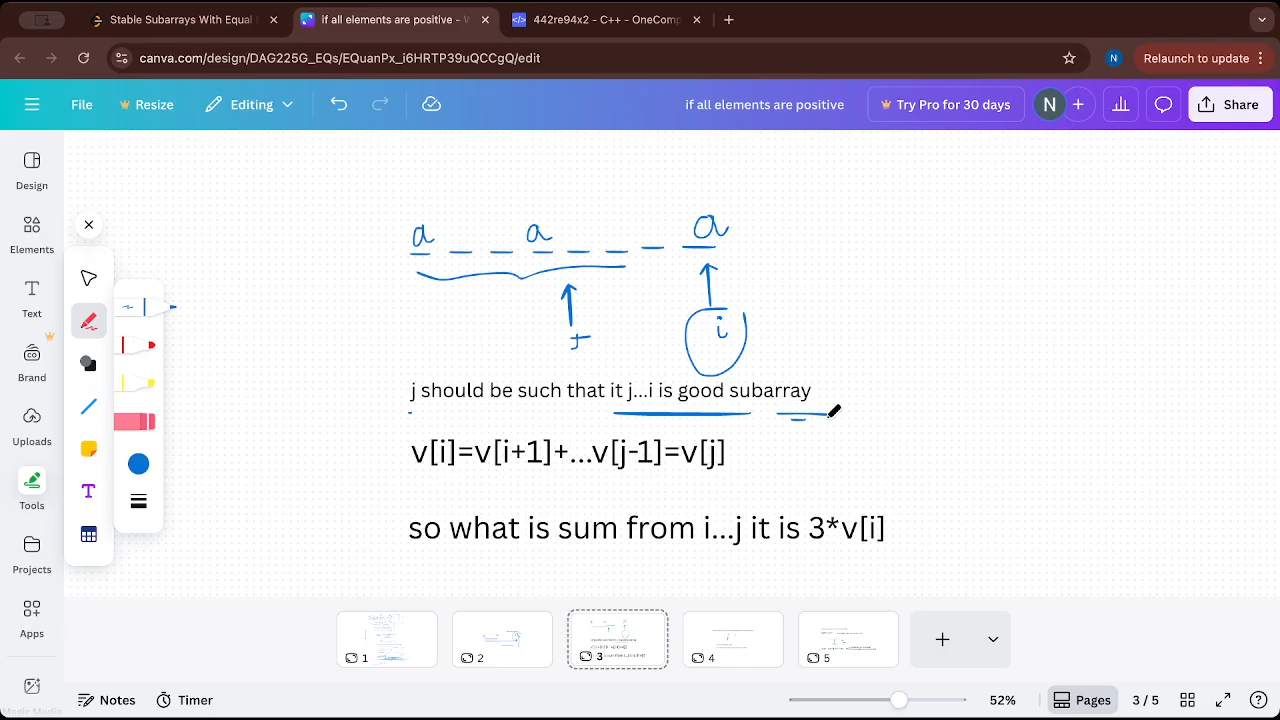 Stable Subarrays With Equal
if all elements are positive - W
442re94x2 - C++ - OneComp
canva.com/design/DAG225G_EQs/EQuanPx_i6HRTP39uQCCgQ/edit
N
Relaunch to update
File
Resize
Editing
if all elements are positive
Try Pro for 30 days
N
Share
Design
Elements
Text
Brand
Uploads
Tools
Projects
Apps
Magic Media
T
a a a
j i
j should be such that it j...i is good subarray
v[i]=v[i+1]+...v[j-1]=v[j]
so what is sum from i...j it is 3*v[i]
1
2
3
4
5
Notes
Timer
52%
Pages
3 / 5